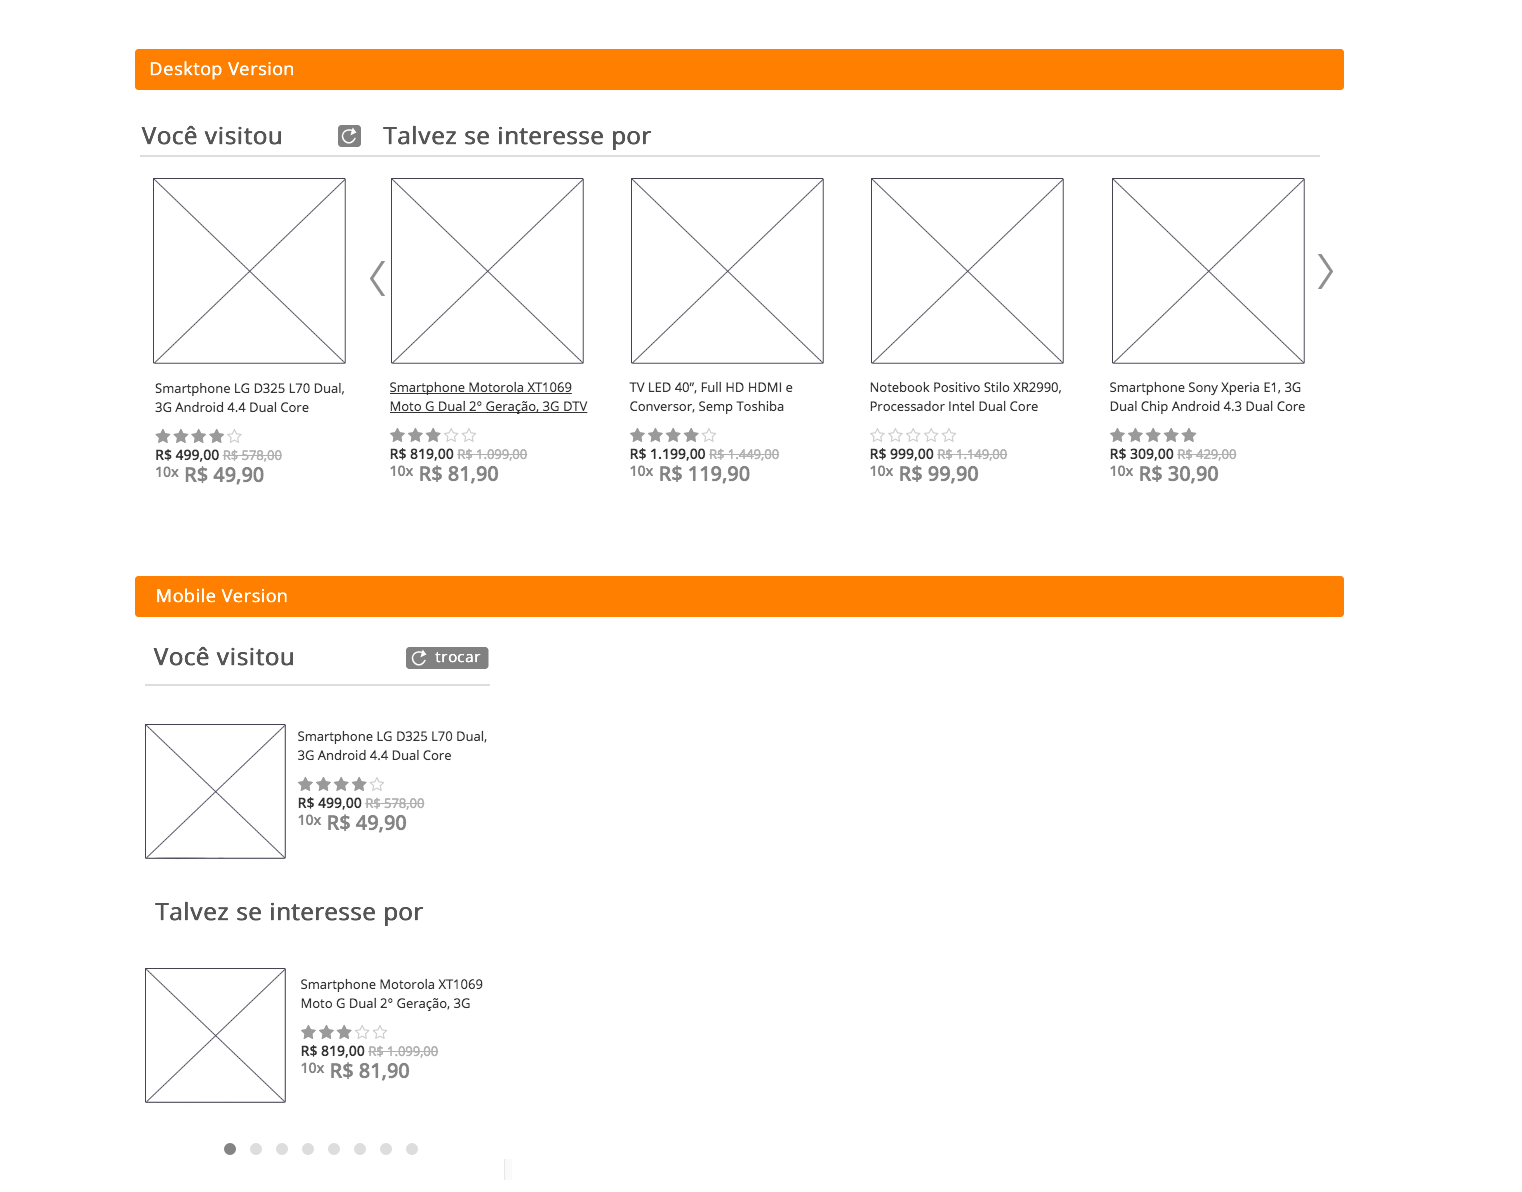 Desktop Version
Você visitou
Talvez se interesse por
Smartphone LG D325 L70 Dual,
3G Android 4.4 Dual Core
R$ 499,00 R$ 578,00
10x R$ 49,90
Smartphone Motorola XT1069
Moto G Dual 2° Geração, 3G DTV
R$ 819,00 R$ 1.099,00
10x R$ 81,90
TV LED 40”, Full HD HDMI e
Conversor, Semp Toshiba
R$ 1.199,00 R$ 1.449,00
10x R$ 119,90
Notebook Positivo Stilo XR2990,
Processador Intel Dual Core
R$ 999,00 R$ 1.149,00
10x R$ 99,90
Smartphone Sony Xperia E1, 3G
Dual Chip Android 4.3 Dual Core
R$ 309,00 R$ 429,00
10x R$ 30,90
Mobile Version
Você visitou
trocar
Smartphone LG D325 L70 Dual,
3G Android 4.4 Dual Core
R$ 499,00 R$ 578,00
10x R$ 49,90
Talvez se interesse por
Smartphone Motorola XT1069
Moto G Dual 2° Geração, 3G
R$ 819,00 R$ 1.099,00
10x R$ 81,90